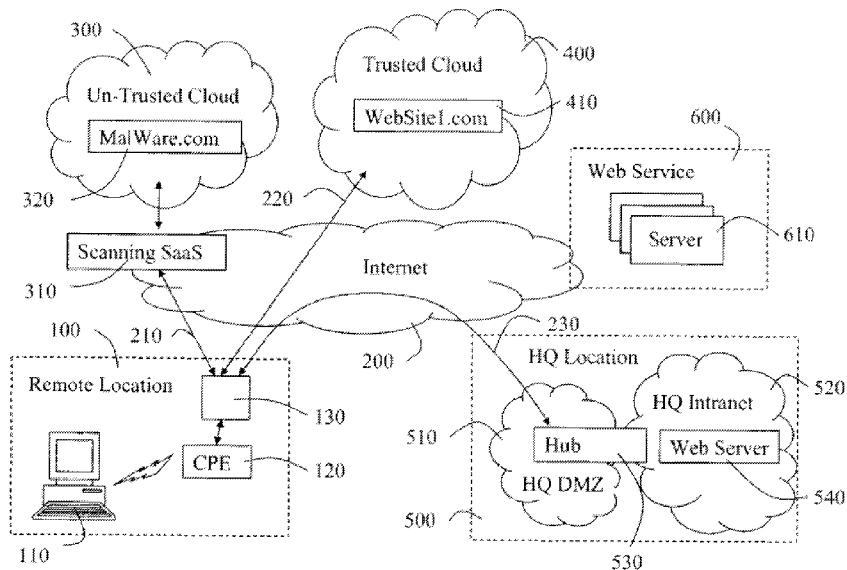 300
400
Trusted Cloud
Un-Trusted Cloud
WebSite1.com
410
MalWare.com
600
320
220
Web Service
Scanning SaaS
Server
610
Internet
310
210
230
100
200
HQ Location
Remote Location
520
130
HQ Intranet
510
Hub
Web Server
CPE
120
HQ DMZ
500
540
110
530